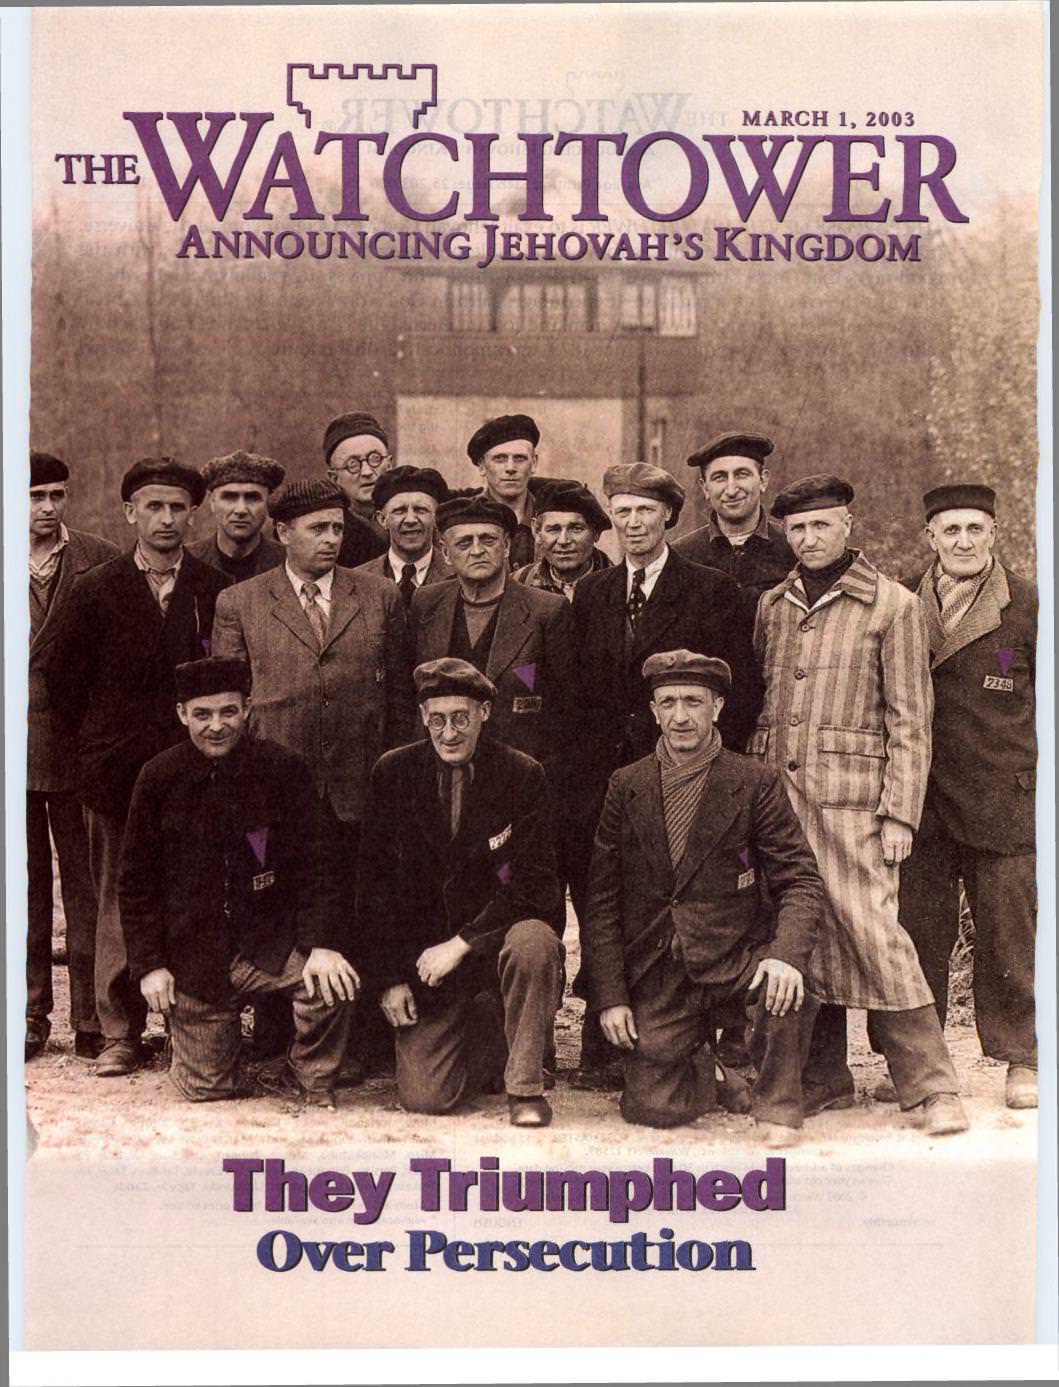 MARCH 1, 2003
THE WATCHTOWER
ANNOUNCING JEHOVAH'S KINGDOM
They Triumphed
Over Persecution